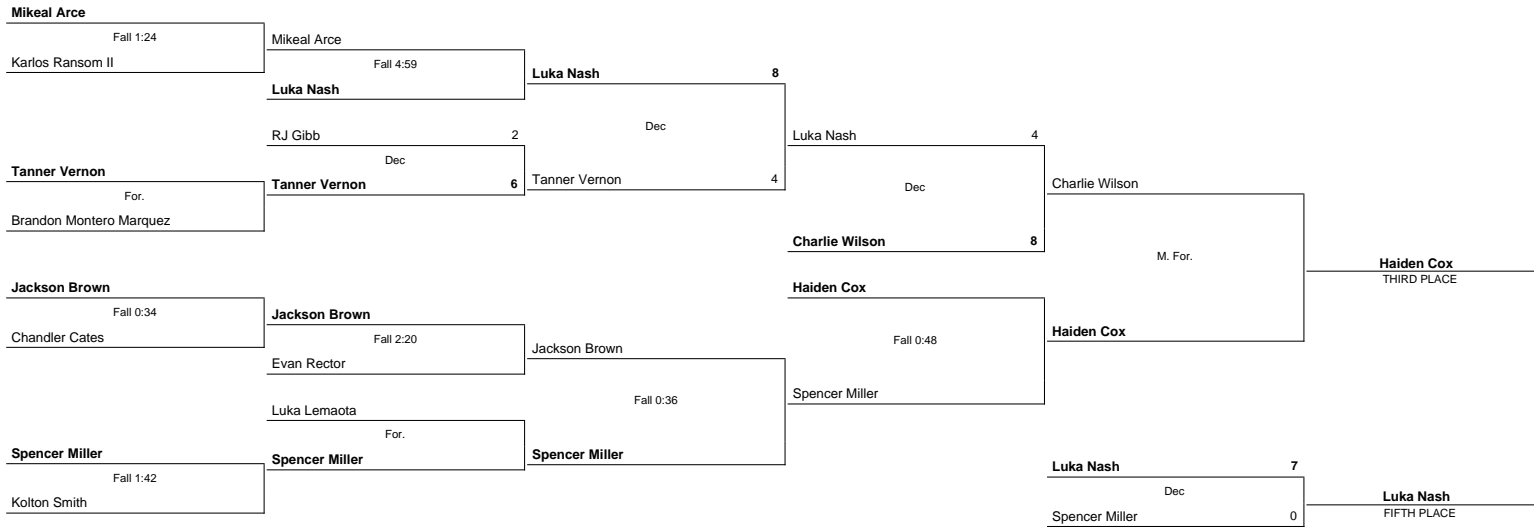 Mikeal Arce
Fall 1:24
Karlos Ransom II
Tanner Vernon
For.
Brandon Montero Marquez
Jackson Brown
Fall 0:34
Chandler Cates
Spencer Miller
Fall 1:42
Kolton Smith
Mikeal Arce
Fall 4:59
Luka Nash
RJ Gibb 2
Dec
Tanner Vernon 6
Jackson Brown
Fall 2:20
Evan Rector
Luka Lemaota
For.
Spencer Miller
Luka Nash 8
Dec
Tanner Vernon 4
Jackson Brown
Fall 0:36
Spencer Miller
Luka Nash 4
Dec
Charlie Wilson 8
Haiden Cox
Fall 0:48
Spencer Miller
Charlie Wilson
M. For.
Haiden Cox
Luka Nash 7
Dec
Spencer Miller 0
Haiden Cox
THIRD PLACE
Luka Nash
FIFTH PLACE